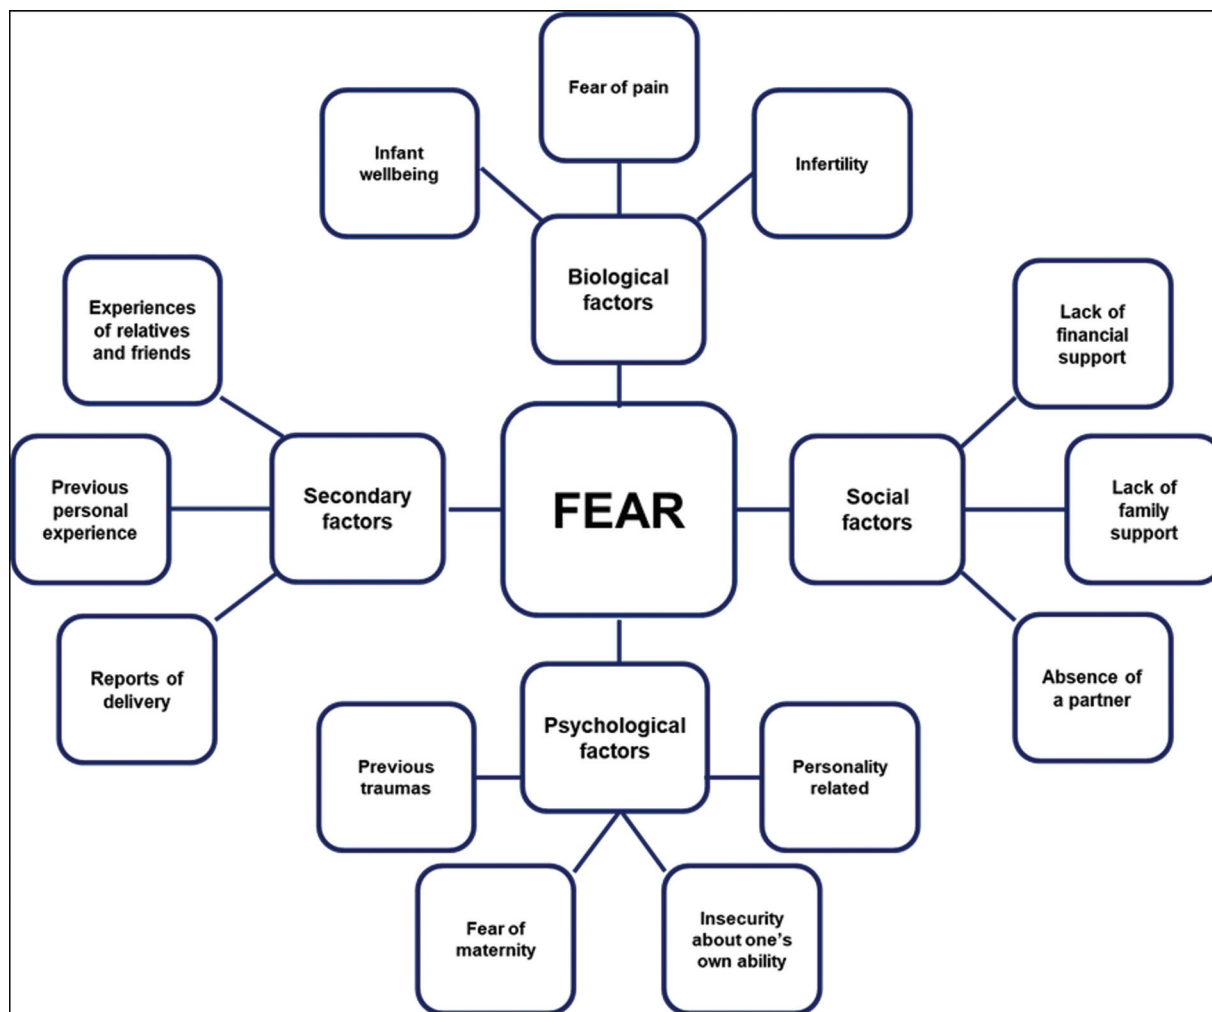 Fear of pain
Infant
wellbeing
Infertility
Biological
factors
Experiences
of relatives
and friends
Lack of
financial
support
Previous
personal
experience
Secondary
factors
FEAR
Social
factors
Lack of
family
support
Reports of
delivery
Absence of
a partner
Psychological
factors
Previous
traumas
Personality
related
Fear of
maternity
Insecurity
about one’s
own ability